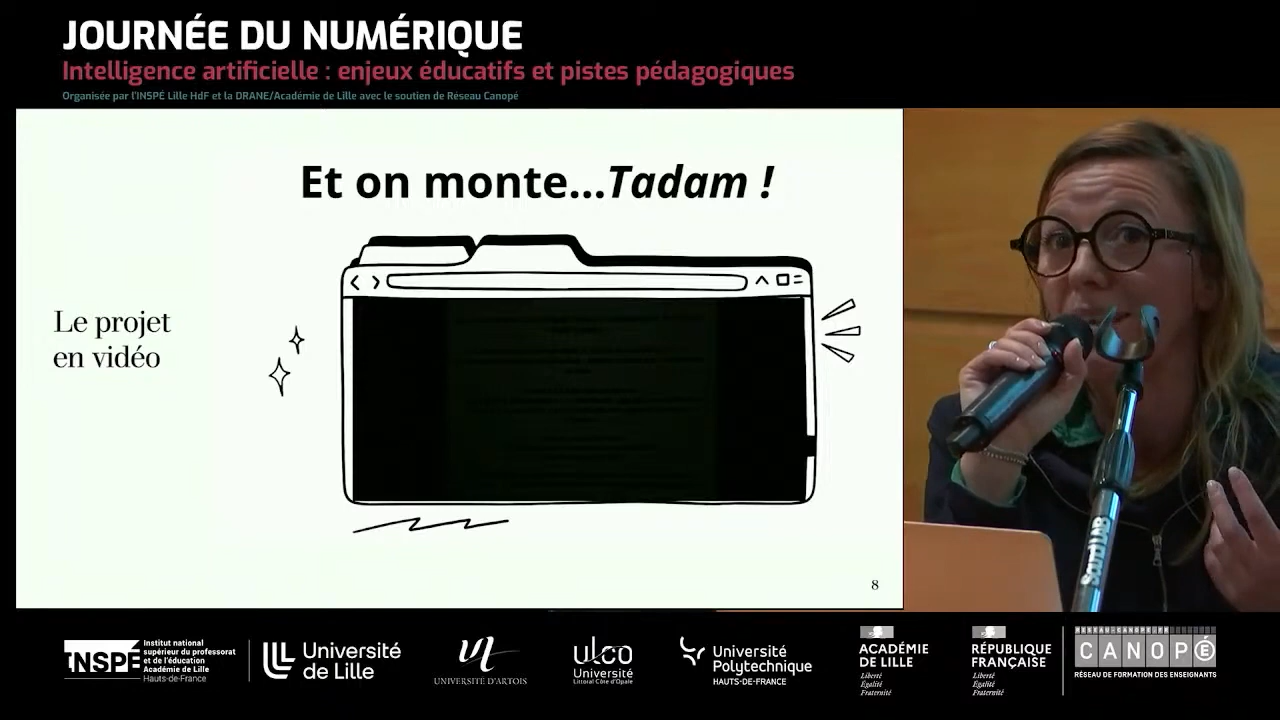 JOURNÉE DU NUMÉRIQUE
Intelligence artificielle : enjeux éducatifs et pistes pédagogiques
Organisée par l'INSPÉ Lille HdF et la DRANE/Académie de Lille avec le soutien de Réseau Canopé
Et on monte...Tadam !
Le projet
en vidéo
8
INSPÉ
Institut national
supérieur du professorat
et de l'éducation
Académie de Lille
Hauts-de-France
Université
de Lille
UNIVERSITÉ D'ARTOIS
ulco
Université
Littoral Côte d'Opale
Université
Polytechnique
HAUTS-DE-FRANCE
ACADÉMIE
DE LILLE
Liberté
Égalité
Fraternité
RÉPUBLIQUE
FRANÇAISE
Liberté
Égalité
Fraternité
RESEAU-CANOPE.FR
CANOPÉ
RÉSEAU DE FORMATION DES ENSEIGNANTS